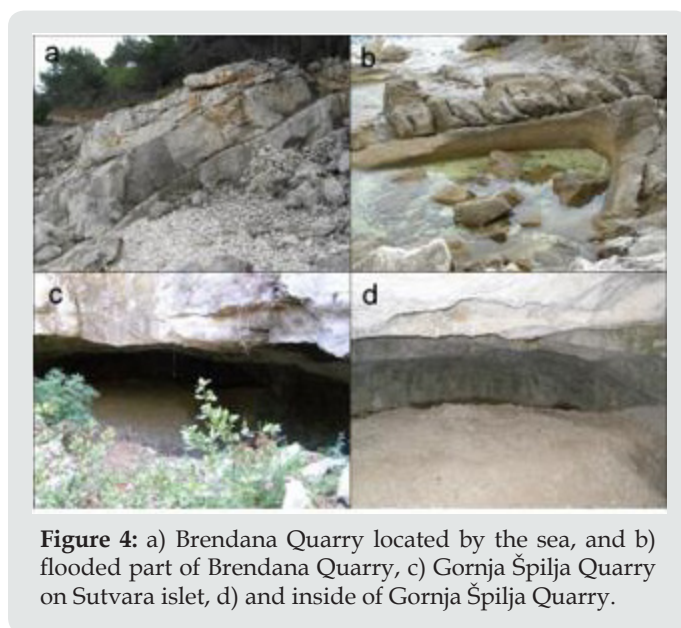 a
b
c
d
Figure 4: a) Brendana Quarry located by the sea, and b)
flooded part of Brendana Quarry, c) Gornja Špilja Quarry
on Sutvara islet, d) and inside of Gornja Špilja Quarry.